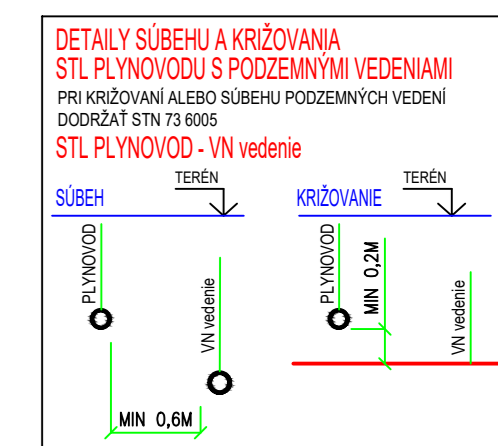 DETAILY SÚBEHU A KRIŽOVANIA
STL PLYNOVODU S PODZEMNÝMI VEDENIAMI
PRI KRIŽOVANÍ ALEBO SÚBEHU PODZEMNÝCH VEDENÍ
DODRŽAŤ STN 73 6005
STL PLYNOVOD - VN vedenie
SÚBEH
TERÉN
PLYNOVOD
VN vedenie
MIN 0,6M
KRIŽOVANIE
TERÉN
PLYNOVOD
MIN 0,2M
VN vedenie